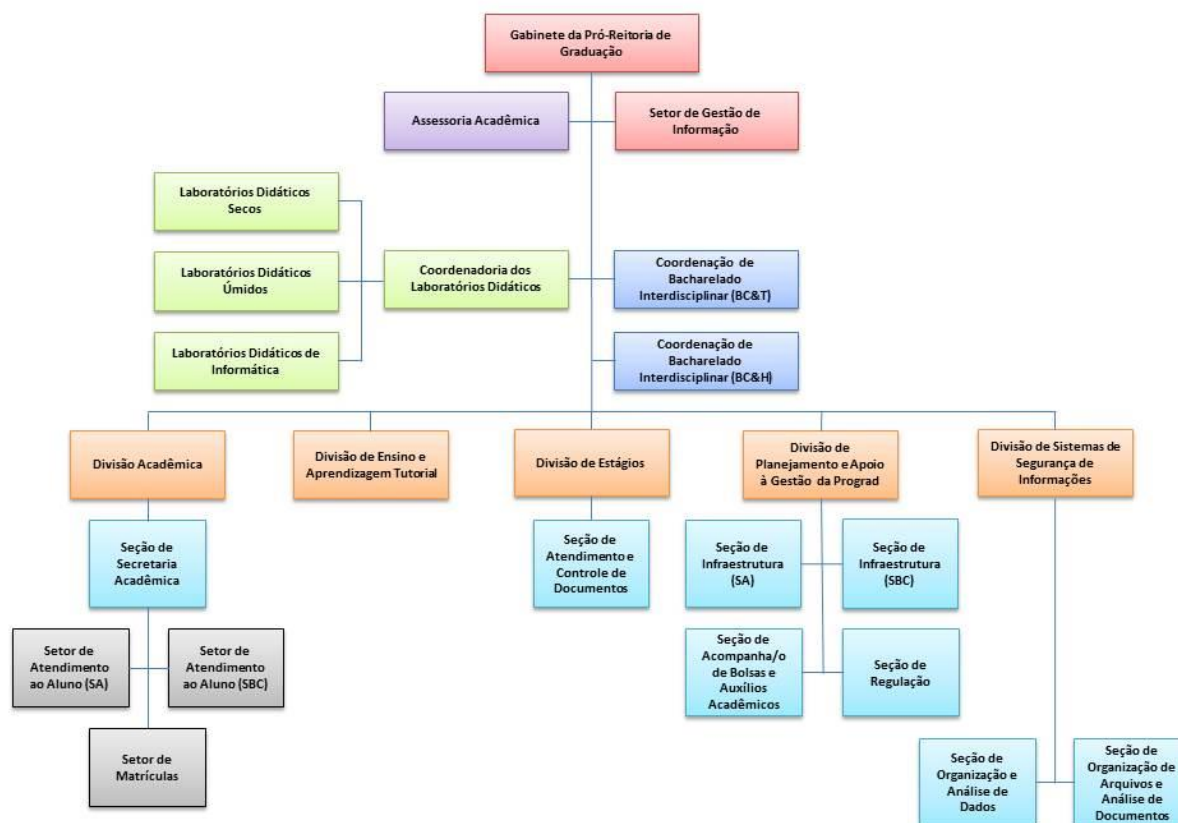 Gabinete da Pró-Reitoria de
Graduação
Assessoria Acadêmica
Setor de Gestão de
Informação
Laboratórios Didáticos
Secos
Laboratórios Didáticos
Úmidos
Laboratórios Didáticos de
Informática
Coordenadoria dos
Laboratórios Didáticos
Coordenação de
Bacharelado
Interdisciplinar (BC&T)
Coordenação de
Bacharelado
Interdisciplinar (BC&H)
Divisão Acadêmica
Divisão de Ensino e
Aprendizagem Tutorial
Divisão de Estágios
Divisão de
Planejamento e Apoio
à Gestão da Prograd
Divisão de Sistemas de
Segurança de
Informações
Seção de
Secretaria
Acadêmica
Seção de
Atendimento e
Controle de
Documentos
Seção de
Infraestrutura
(SA)
Seção de
Infraestrutura
(SBC)
Setor de
Atendimento
ao Aluno (SA)
Setor de
Atendimento
ao Aluno (SBC)
Seção de
Acompanha/o
de Bolsas e
Auxílios
Acadêmicos
Seção de
Regulação
Setor de
Matrículas
Seção de
Organização e
Análise de
Dados
Seção de
Organização de
Arquivos e
Análise de
Documentos